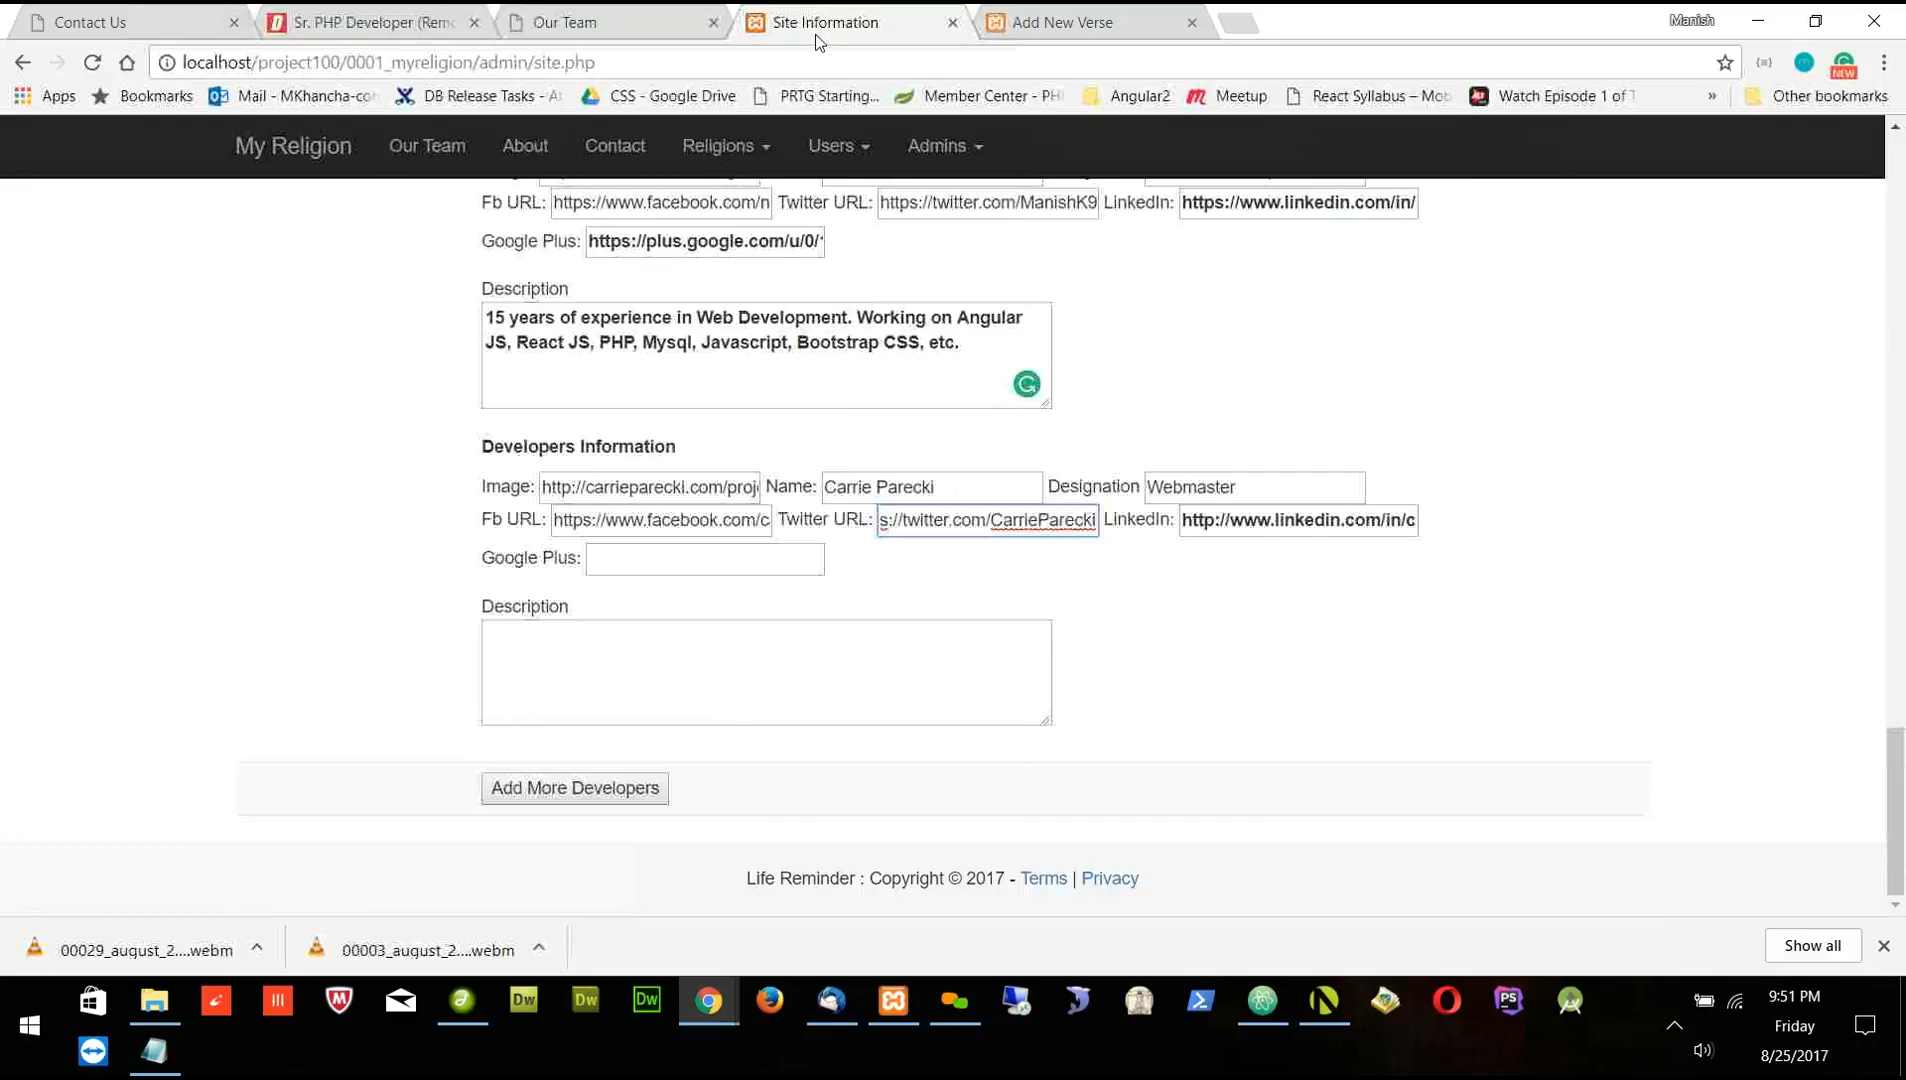 Contact Us
Sr. PHP Developer (Rem
Our Team
Site Information
Add New Verse
Manish
localhost/project100/0001_myreligion/admin/site.php
NEW
Apps
Bookmarks
Mail - MKhancha-co
DB Release Tasks - A
CSS - Google Drive
PRTG Starting...
Member Center - PH
Angular2
Meetup
React Syllabus – Mob
Watch Episode 1 of T
»
Other bookmarks
My Religion Our Team About Contact Religions Users Admins
Fb URL: https://www.facebook.com/n Twitter URL: https://twitter.com/ManishK9 LinkedIn: https://www.linkedin.com/in/
Google Plus: https://plus.google.com/u/0/
Description
15 years of experience in Web Development. Working on Angular
JS, React JS, PHP, Mysql, Javascript, Bootstrap CSS, etc.
Developers Information
Image: http://carrieparecki.com/proj Name: Carrie Parecki Designation Webmaster
Fb URL: https://www.facebook.com/c Twitter URL: s://twitter.com/CarrieParecki LinkedIn: http://www.linkedin.com/in/c
Google Plus:
Description
Add More Developers
Life Reminder : Copyright © 2017 - Terms | Privacy
00029_august_2....webm
00003_august_2....webm
Show all
Dw
Dw
Dw
PS
9:51 PM
Friday
8/25/2017